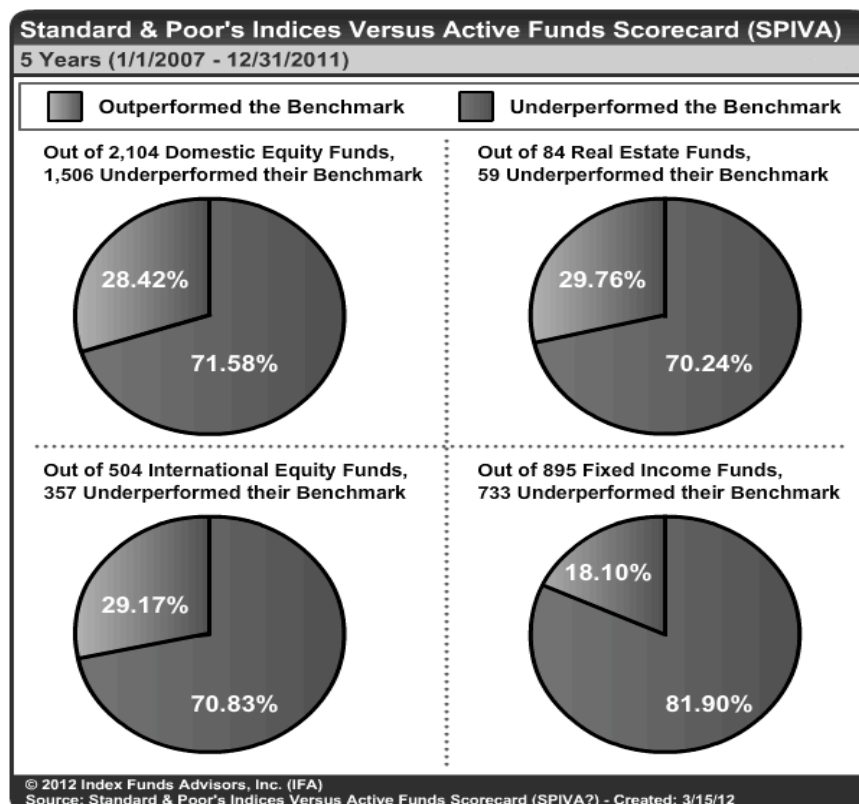 Standard & Poor's Indices Versus Active Funds Scorecard (SPIVA)
5 Years (1/1/2007 - 12/31/2011)
Outperformed the Benchmark
Underperformed the Benchmark
Out of 2,104 Domestic Equity Funds,
1,506 Underperformed their Benchmark
28.42%
71.58%
Out of 84 Real Estate Funds,
59 Underperformed their Benchmark
29.76%
70.24%
Out of 504 International Equity Funds,
357 Underperformed their Benchmark
29.17%
70.83%
Out of 895 Fixed Income Funds,
733 Underperformed their Benchmark
18.10%
81.90%
© 2012 Index Funds Advisors, Inc. (IFA)
Source: Standard & Poor's Indices Versus Active Funds Scorecard (SPIVA?) - Created: 3/15/12